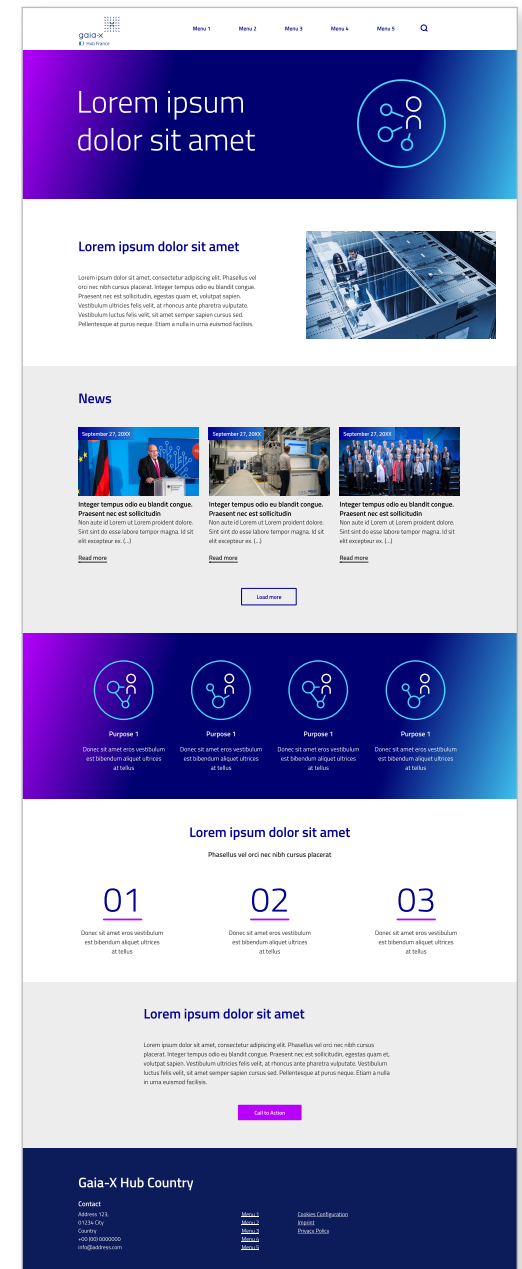 gaia-x
Hub France
Menu 1 Menu 2 Menu 3 Menu 4 Menu 5
Lorem ipsum
dolor sit amet
Lorem ipsum dolor sit amet
Lorem ipsum dolor sit amet, consectetur adipiscing elit. Phasellus vel
orci nec nibh cursus placerat. Integer tempus odio eu blandit congue.
Praesent nec est sollicitudin, egestas quam et, volutpat sapien.
Vestibulum ultricies felis velit, at rhoncus ante pharetra vulputate.
Vestibulum luctus felis velit, sit amet semper sapien cursus sed.
Pellentesque at purus neque. Etiam a nulla in urna euismod facilisis.
News
September 27, 20XX
Integer tempus odio eu blandit congue.
Praesent nec est sollicitudin
Non aute id Lorem ut Lorem proident dolore.
Sint sint do esse labore tempor magna. Id sit
elit excepteur ex. (...)
Read more
September 27, 20XX
Integer tempus odio eu blandit congue.
Praesent nec est sollicitudin
Non aute id Lorem ut Lorem proident dolore.
Sint sint do esse labore tempor magna. Id sit
elit excepteur ex. (...)
Read more
September 27, 20XX
Integer tempus odio eu blandit congue.
Praesent nec est sollicitudin
Non aute id Lorem ut Lorem proident dolore.
Sint sint do esse labore tempor magna. Id sit
elit excepteur ex. (...)
Read more
Load more
Purpose 1
Donec sit amet eros vestibulum
est bibendum aliquet ultrices
at tellus
Purpose 1
Donec sit amet eros vestibulum
est bibendum aliquet ultrices
at tellus
Purpose 1
Donec sit amet eros vestibulum
est bibendum aliquet ultrices
at tellus
Purpose 1
Donec sit amet eros vestibulum
est bibendum aliquet ultrices
at tellus
Lorem ipsum dolor sit amet
Phasellus vel orci nec nibh cursus placerat
01
Donec sit amet eros vestibulum
est bibendum aliquet ultrices
at tellus
02
Donec sit amet eros vestibulum
est bibendum aliquet ultrices
at tellus
03
Donec sit amet eros vestibulum
est bibendum aliquet ultrices
at tellus
Lorem ipsum dolor sit amet
Lorem ipsum dolor sit amet, consectetur adipiscing elit. Phasellus vel orci nec nibh cursus
placerat. Integer tempus odio eu blandit congue. Praesent nec est sollicitudin, egestas quam et,
volutpat sapien. Vestibulum ultricies felis velit, at rhoncus ante pharetra vulputate. Vestibulum
luctus felis velit, sit amet semper sapien cursus sed. Pellentesque at purus neque. Etiam a nulla
in urna euismod facilisis.
Call to Action
Gaia-X Hub Country
Contact
Address 123,
01234 City
Country
+00 (00) 0000000
info@address.com
Menu 1
Menu 2
Menu 3
Menu 4
Menu 5
Cookies Configuration
Imprint
Privacy Policy